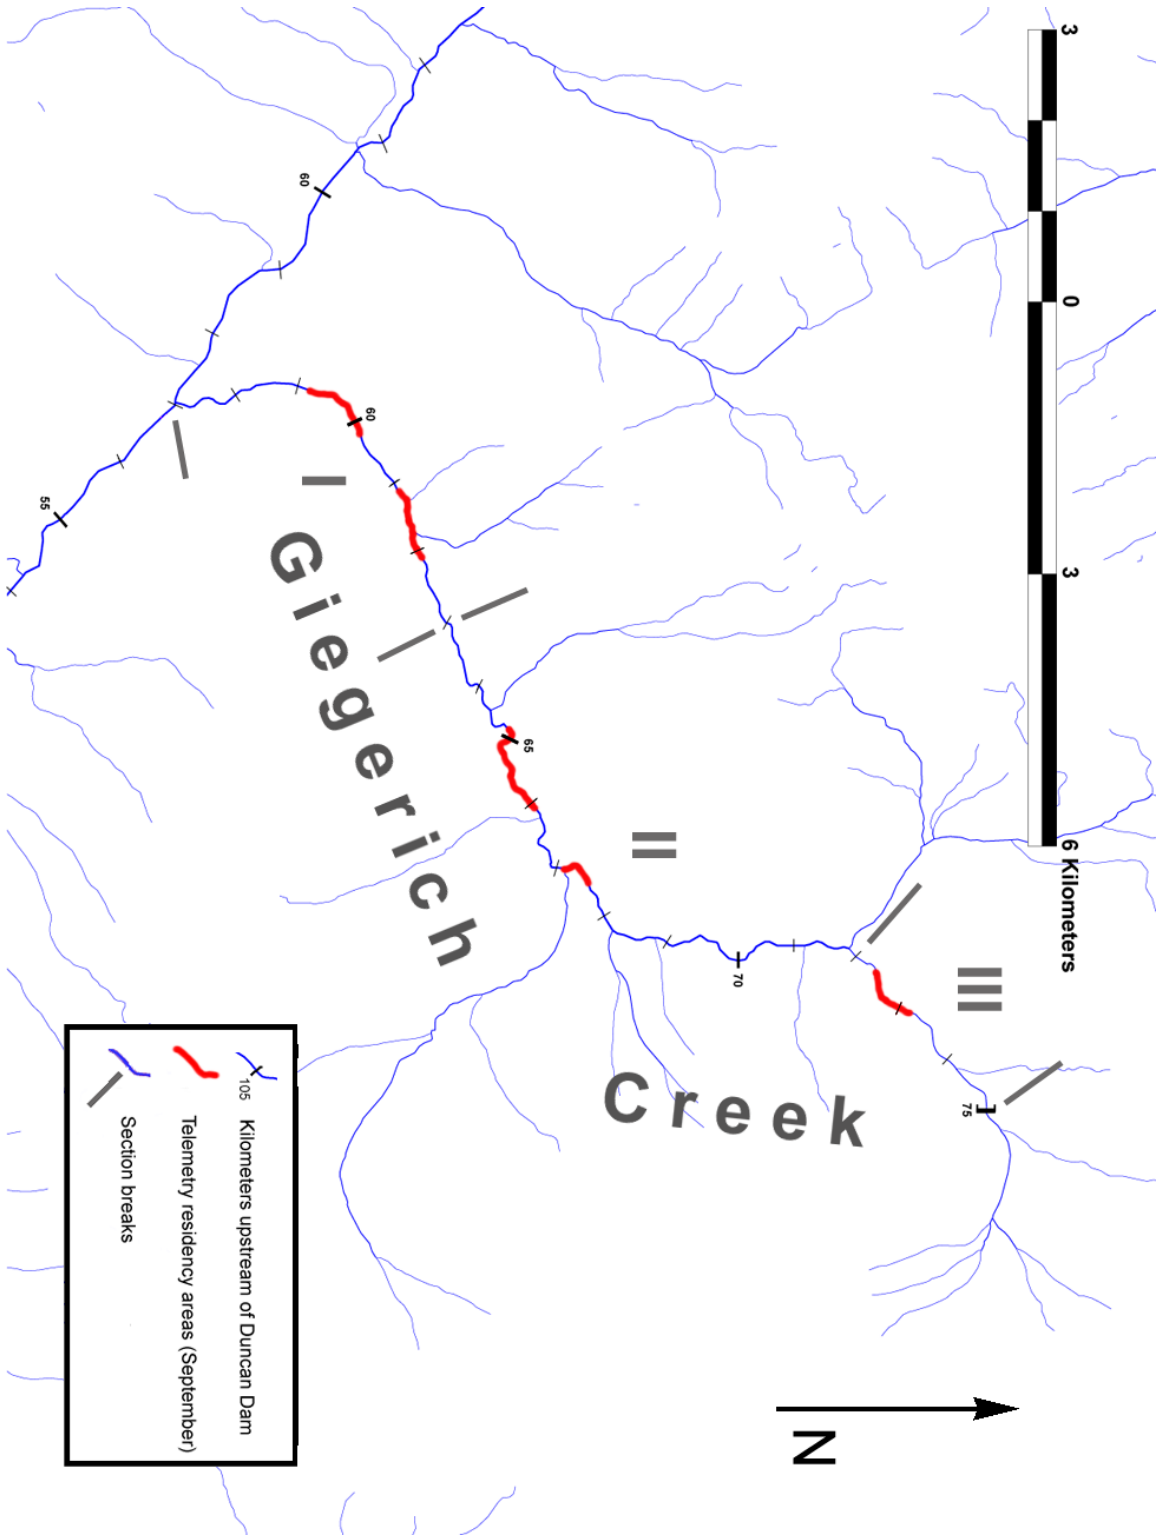 3 0 3 6 Kilometers
60
55
60
65
70
75
I
II
III
Giegerich
Creek
105
Kilometers upstream of Duncan Dam
Telemetry residency areas (September)
Section breaks
N